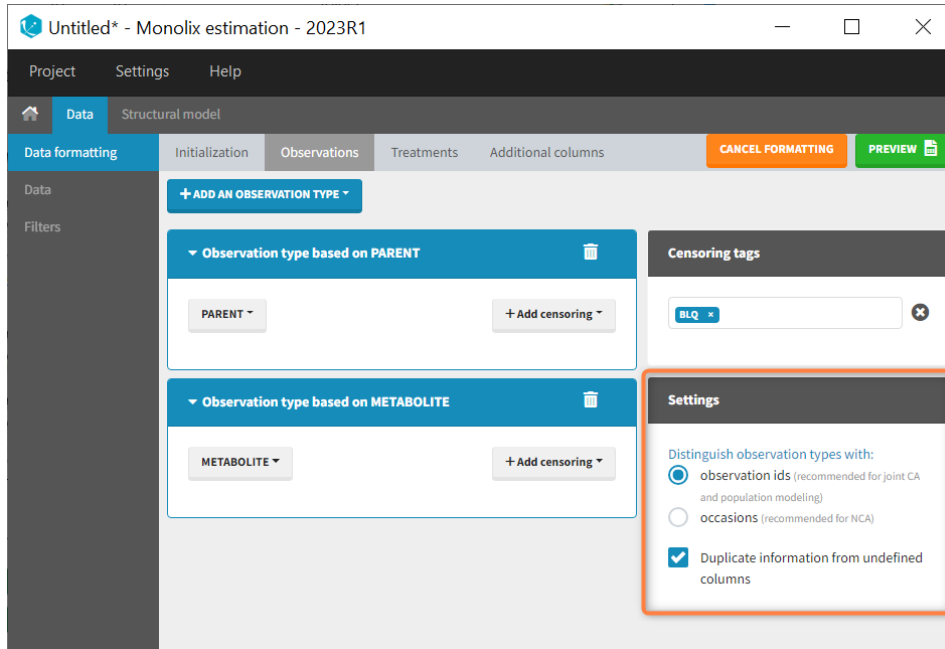 Untitled* - Monolix estimation - 2023R1
Project Settings Help
Data Structural model
Data formatting Initialization Observations Treatments Additional columns CANCEL FORMATTING PREVIEW
Data
+ ADD AN OBSERVATION TYPE
Filters
Observation type based on PARENT
Censoring tags
PARENT
+ Add censoring
BLQ ×
Observation type based on METABOLITE
Settings
METABOLITE
+ Add censoring
Distinguish observation types with:
observation ids (recommended for joint CA
and population modeling)
occasions (recommended for NCA)
Duplicate information from undefined
columns